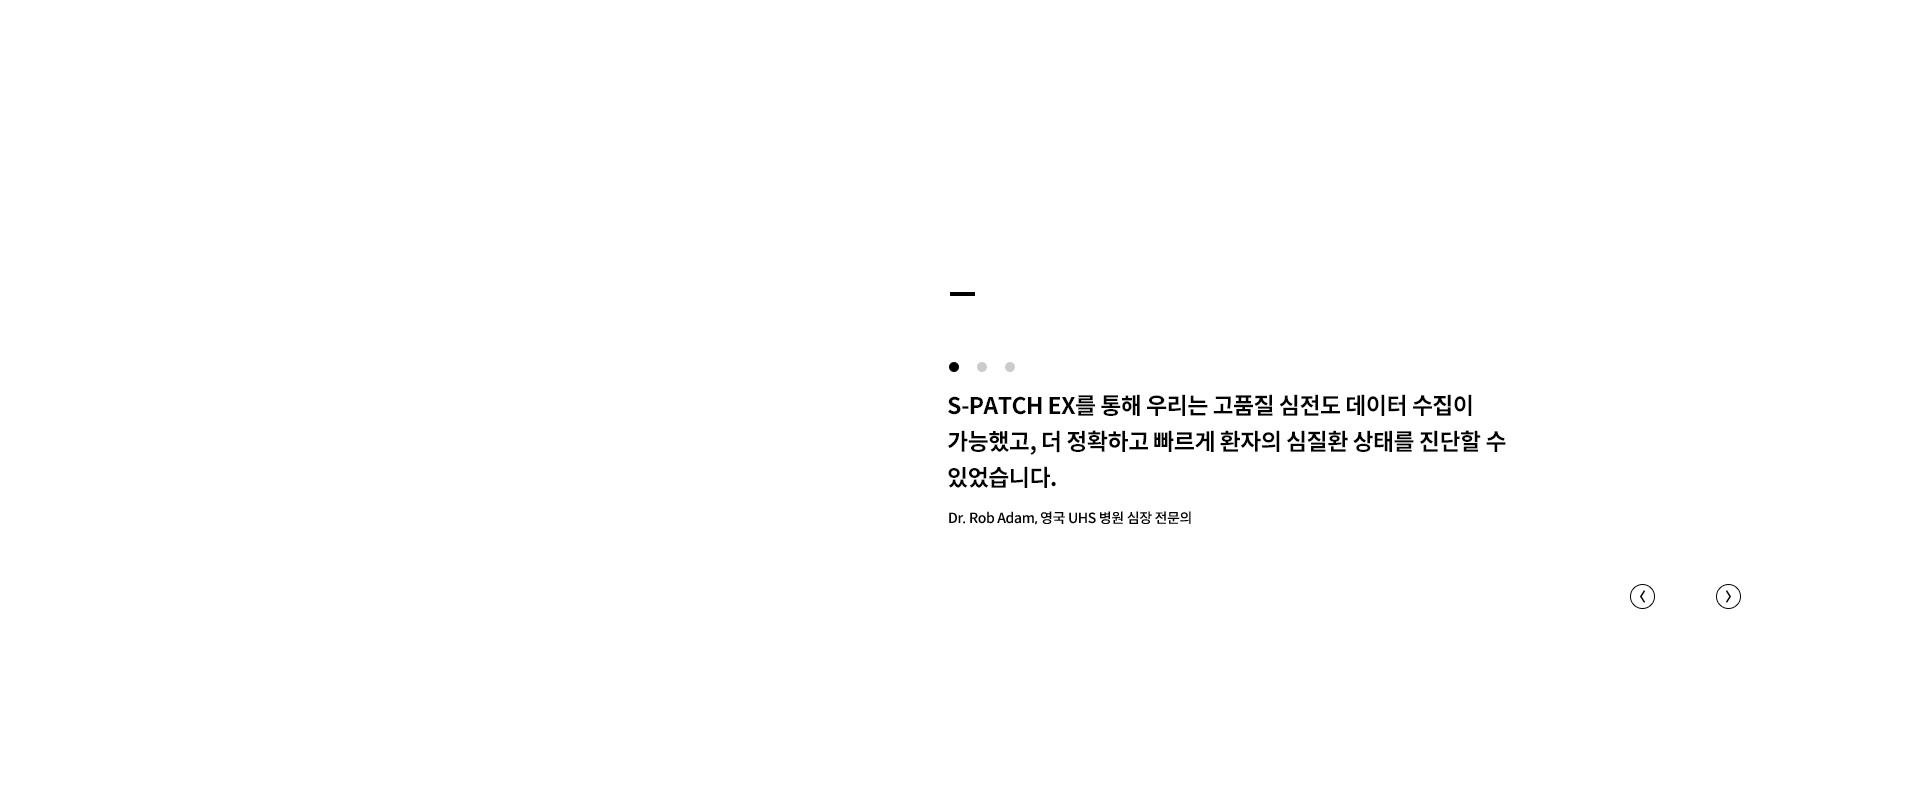 S-PATCH EX를 통해 우리는 고품질 심전도 데이터 수집이
가능했고, 더 정확하고 빠르게 환자의 심질환 상태를 진단할 수
있었습니다.
Dr. Rob Adam, 영국 UHS 병원 심장 전문의